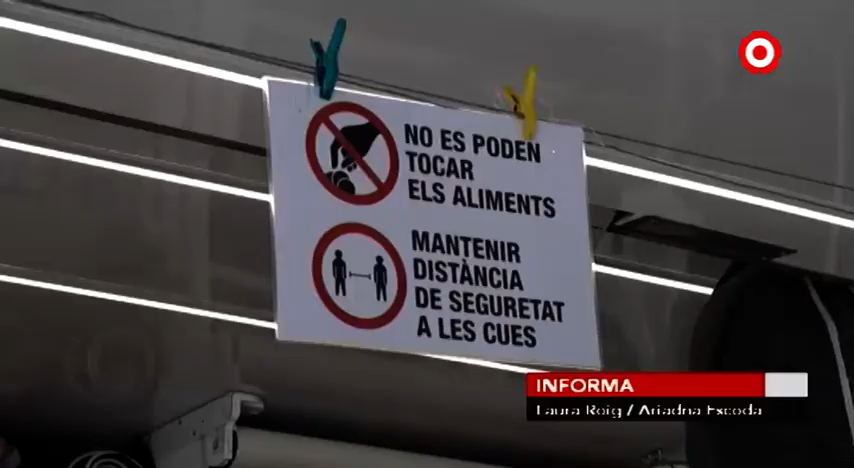 NO ES PODEN
TOCAR
ELS ALIMENTS
MANTENIR
DISTÀNCIA
DE SEGURETAT
A LES CUES
INFORMA
Laura Roig / Ariadna Escoda